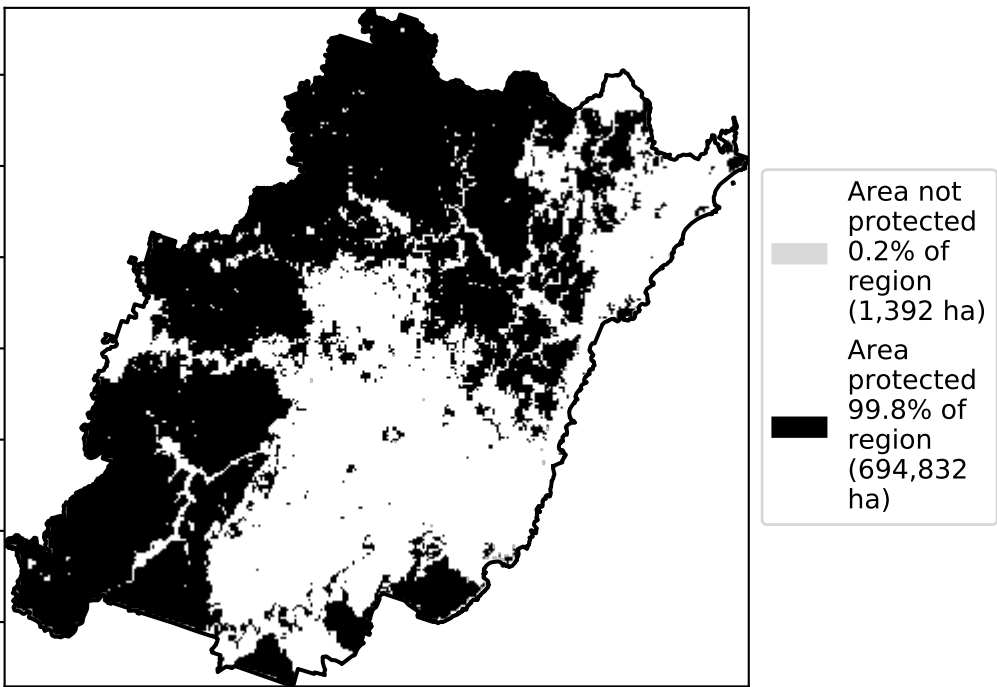 Area not
protected
0.2% of
region
(1,392 ha)
Area
protected
99.8% of
region
(694,832
ha)